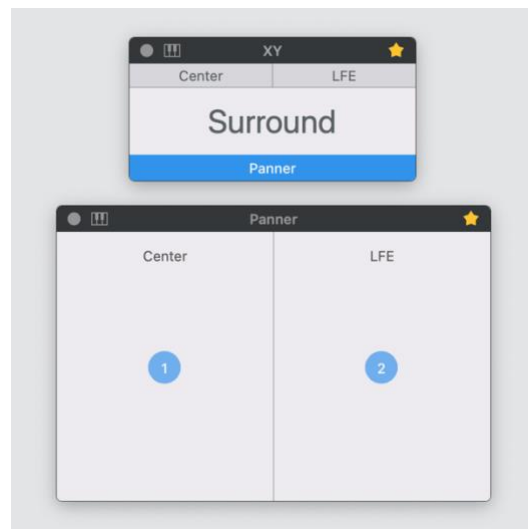 XY
Center LFE
Surround
Panner
Panner
Center LFE
1 2